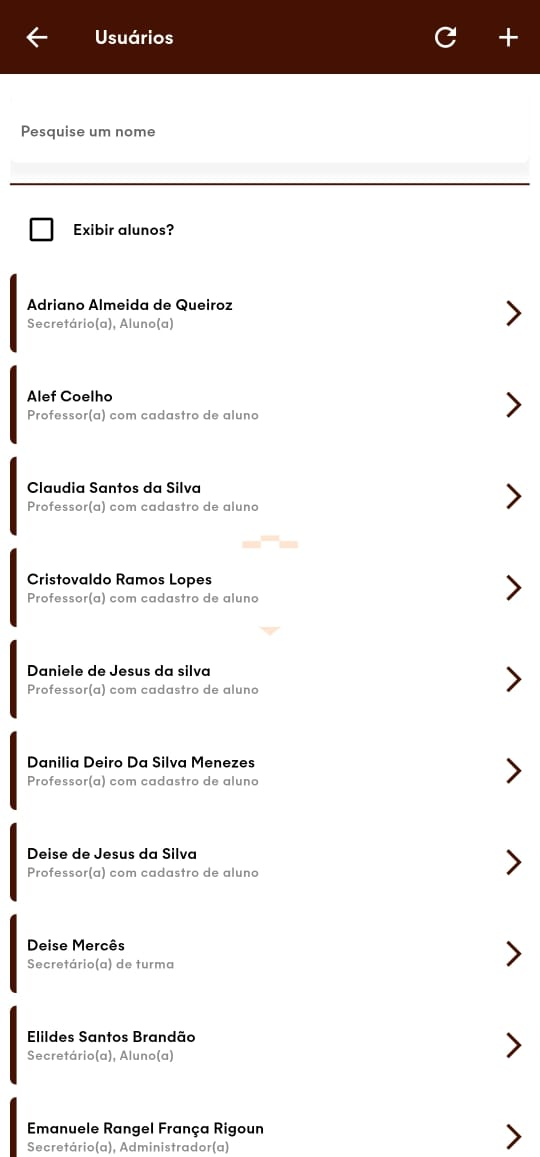 Usuários
Pesquise um nome
Exibir alunos?
Adriano Almeida de Queiroz
Secretário(a), Aluno(a)
Alef Coelho
Professor(a) com cadastro de aluno
Claudia Santos da Silva
Professor(a) com cadastro de aluno
Cristovaldo Ramos Lopes
Professor(a) com cadastro de aluno
Daniele de Jesus da silva
Professor(a) com cadastro de aluno
Danilia Deiro Da Silva Menezes
Professor(a) com cadastro de aluno
Deise de Jesus da Silva
Professor(a) com cadastro de aluno
Deise Mercês
Secretário(a) de turma
Elildes Santos Brandão
Secretário(a), Aluno(a)
Emanuele Rangel França Rigoun
Secretário(a), Administrador(a)